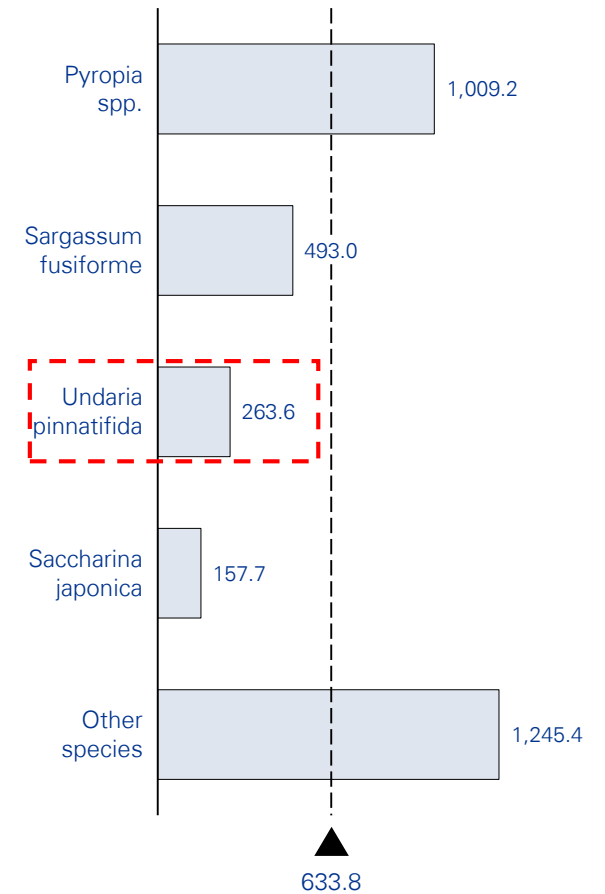 Pyropia
spp.
1,009.2
Sargassum
fusiforme
493.0
Undaria
pinnatifida
263.6
Saccharina
japonica
157.7
Other
species
1,245.4
633.8